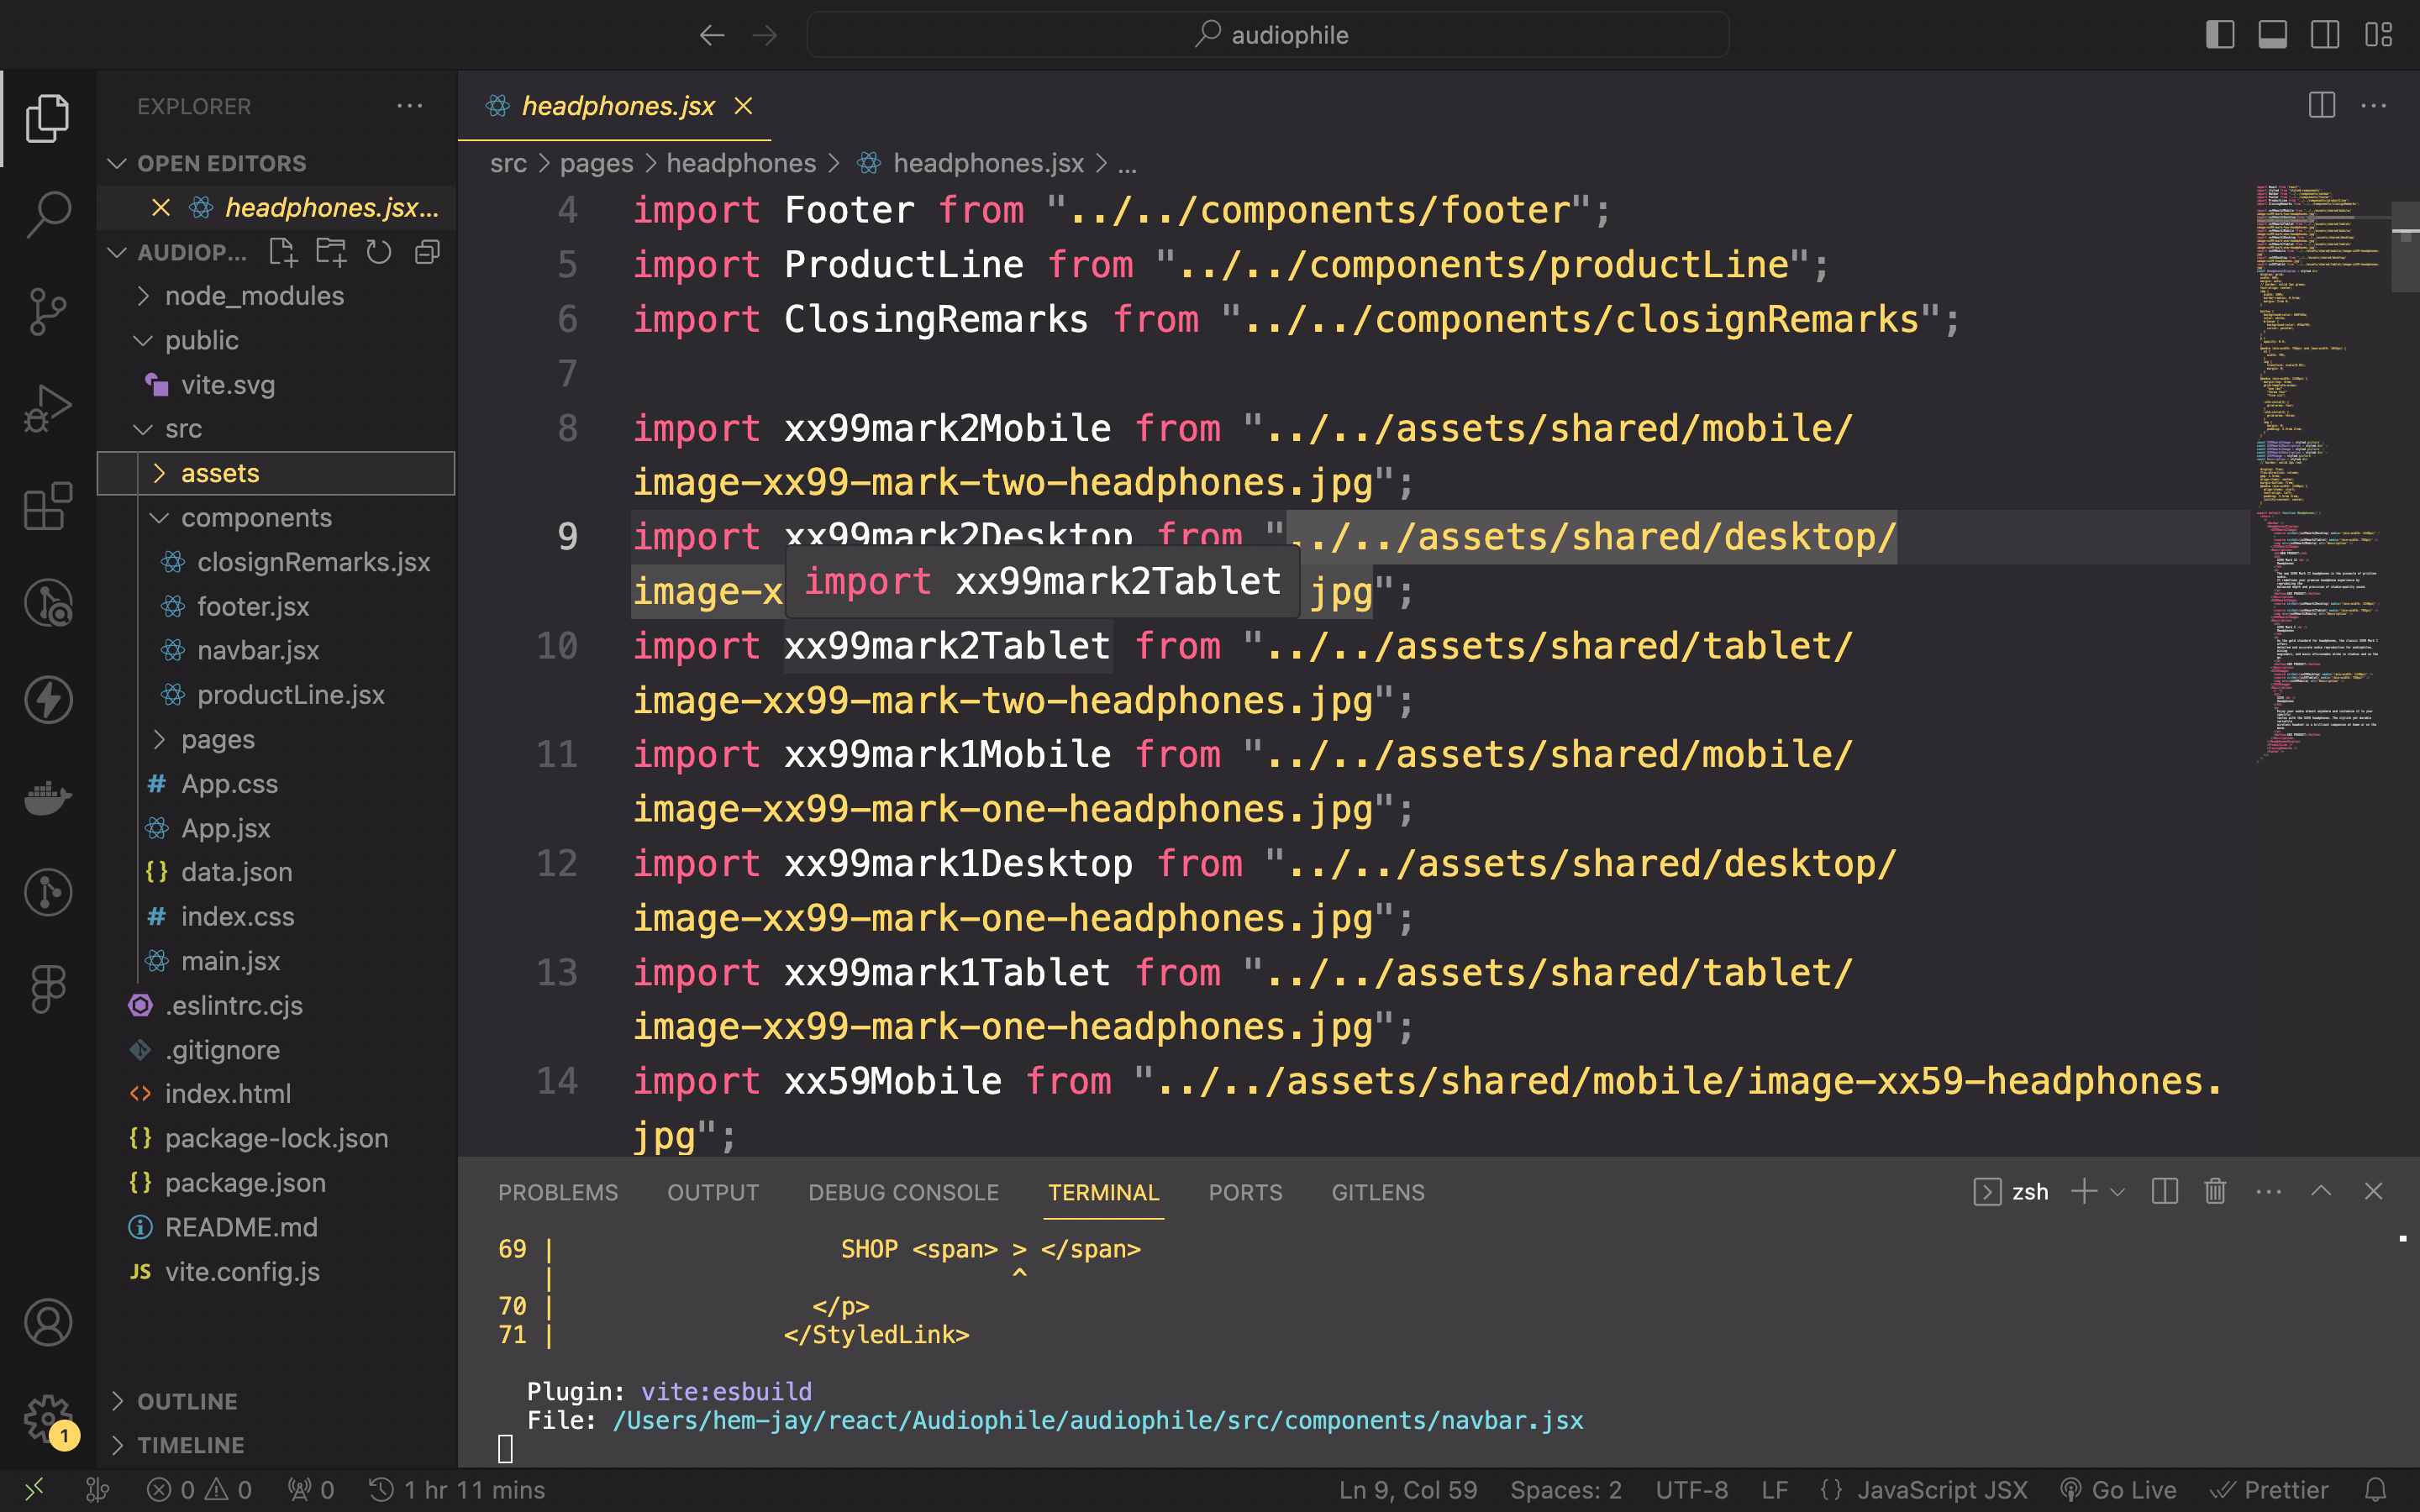 audiophile
EXPLORER
OPEN EDITORS
headphones.jsx...
AUDIOP...
node_modules
public
vite.svg
src
assets
components
closignRemarks.jsx
footer.jsx
navbar.jsx
productLine.jsx
pages
App.css
App.jsx
data.json
index.css
main.jsx
.eslintrc.cjs
.gitignore
index.html
package-lock.json
package.json
README.md
JS vite.config.js
OUTLINE
TIMELINE
1
headphones.jsx
src > pages > headphones > headphones.jsx > ...
4 import Footer from "../../components/footer";
5 import ProductLine from "../../components/productLine";
6 import ClosingRemarks from "../../components/closignRemarks";
7
8 import xx99mark2Mobile from "../../assets/shared/mobile/
image-xx99-mark-two-headphones.jpg";
9 import xx99mark2Desktop from "../../assets/shared/desktop/
image-x jpg";
import xx99mark2Tablet
10 import xx99mark2Tablet from "../../assets/shared/tablet/
image-xx99-mark-two-headphones.jpg";
11 import xx99mark1Mobile from "../../assets/shared/mobile/
image-xx99-mark-one-headphones.jpg";
12 import xx99mark1Desktop from "../../assets/shared/desktop/
image-xx99-mark-one-headphones.jpg";
13 import xx99mark1Tablet from "../../assets/shared/tablet/
image-xx99-mark-one-headphones.jpg";
14 import xx59Mobile from "../../assets/shared/mobile/image-xx59-headphones.
jpg";
PROBLEMS OUTPUT DEBUG CONSOLE TERMINAL PORTS GITLENS
zsh
69 | SHOP <span> > </span>
| ^
70 | </p>
71 | </StyledLink>
Plugin: vite:esbuild
File: /Users/hem-jay/react/Audiophile/audiophile/src/components/navbar.jsx
0 0 0 1 hr 11 mins Ln 9, Col 59 Spaces: 2 UTF-8 LF {} JavaScript JSX Go Live Prettier